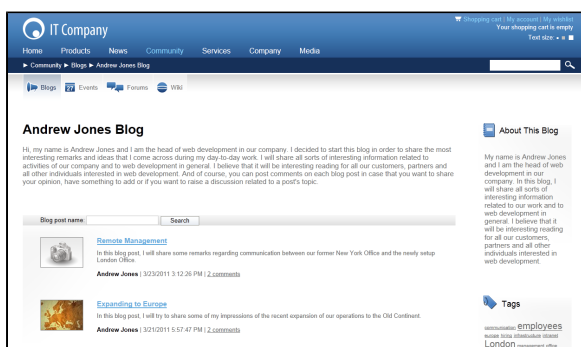 Shopping cart | My account | My wishlist
Your shopping cart is empty
Text size:
IT Company
Home Products News Community Services Company Media
► Community ► Blogs ► Andrew Jones Blog
Blogs 27 Events Forums Wiki
Andrew Jones Blog
Hi, my name is Andrew Jones and I am the head of web development in our company. I decided to start this blog in order to share the most
interesting remarks and ideas that I come across during my day-to-day work. I will share all sorts of interesting information related to
activities of our company and to web development in general. I believe that it will be interesting reading for all our customers, partners and
all other individuals interested in web development. And of course, you can post comments on each blog post in case that you want to share
your opinion, have something to add or if you want to raise a discussion related to a post's topic.
Blog post name: Search
Remote Management
In this blog post, I will share some remarks regarding communication between our former New York Office and the newly setup
London Office.
Andrew Jones | 3/23/2011 3:12:26 PM | 2 comments
Expanding to Europe
In this blog post, I will try to share some of my impressions of the recent expansion of our operations to the Old Continent.
Andrew Jones | 3/21/2011 5:57:47 PM | 2 comments
About This Blog
My name is Andrew Jones
and I am the head of web
development in our
company. In this blog, I
will share all sorts of
interesting information
related to our work and to
web development in
general. I believe that it
will be interesting reading
for all our customers,
partners and all other
individuals interested in
web development.
Tags
communication employees
europe hiring infrastructure intranet
London management office